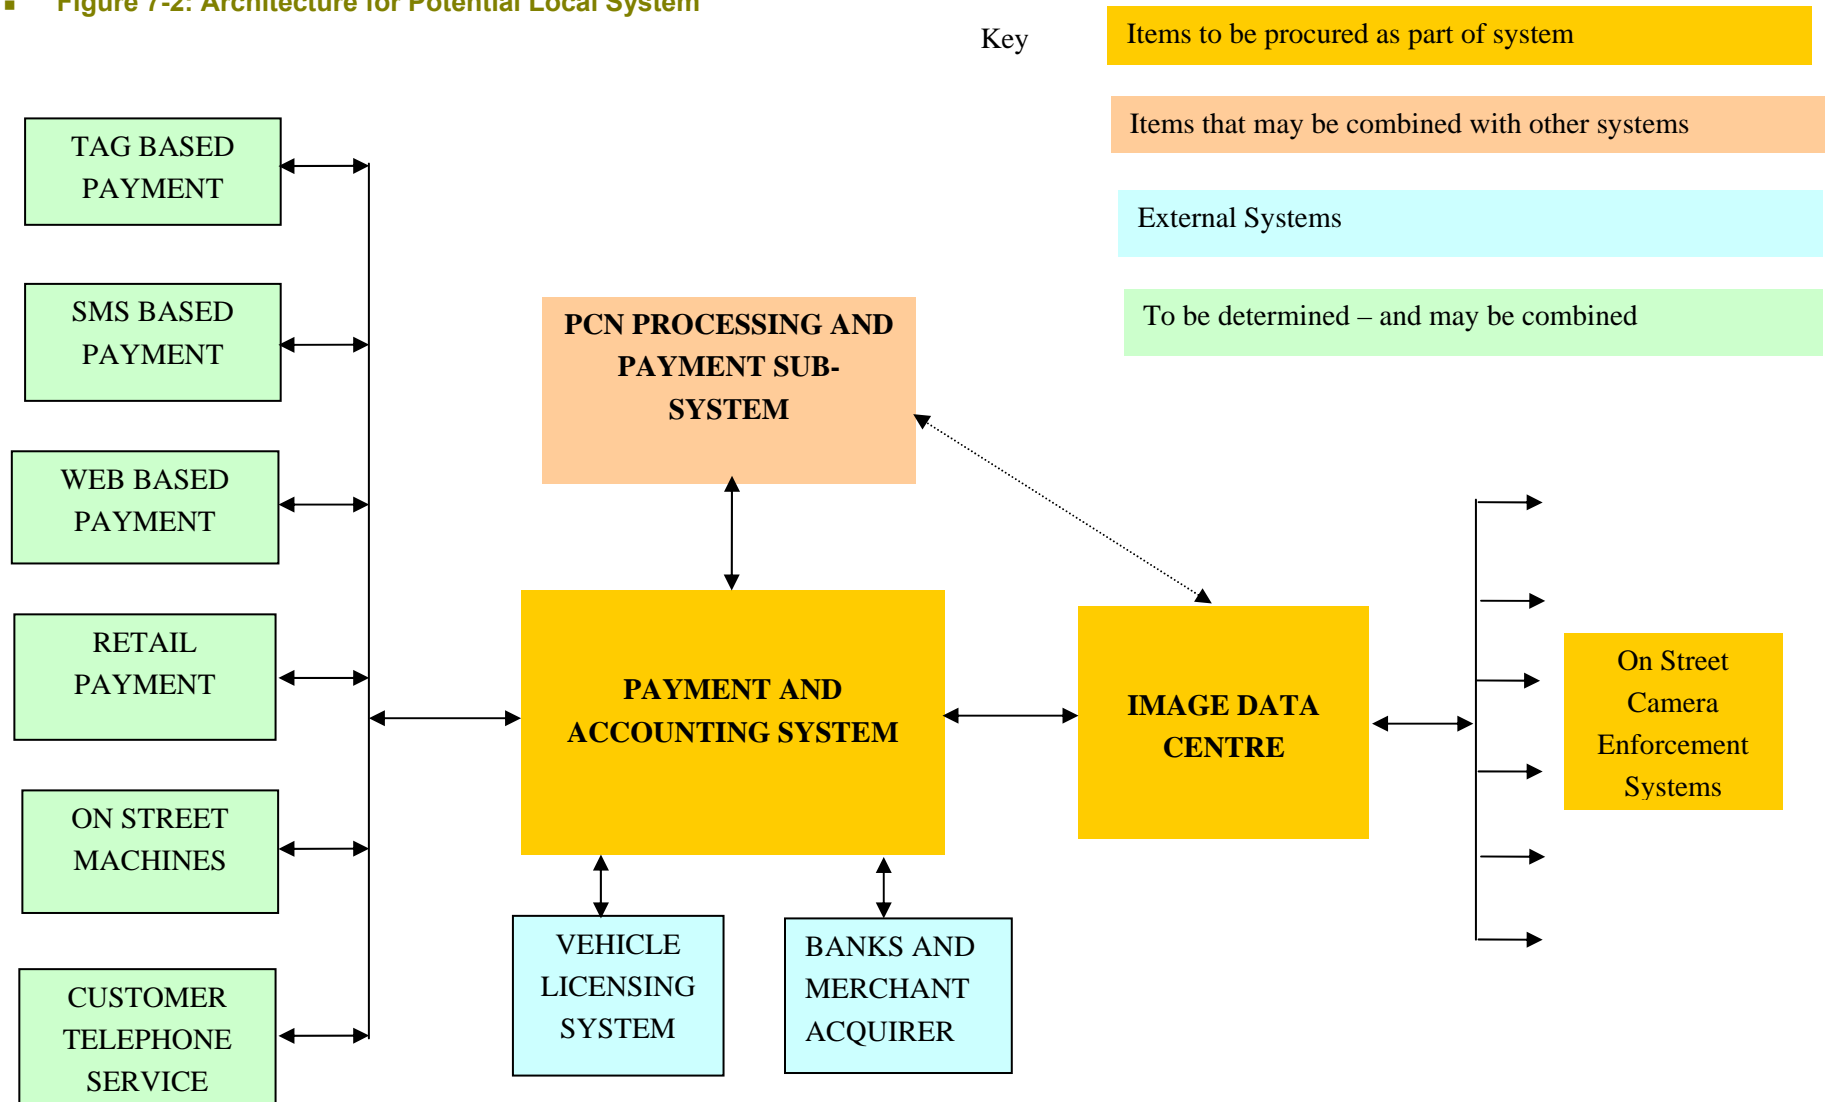 ▪ Figure 7-2: Architecture for Potential Local System
Key
Items to be procured as part of system
Items that may be combined with other systems
External Systems
To be determined – and may be combined
TAG BASED
PAYMENT
SMS BASED
PAYMENT
WEB BASED
PAYMENT
RETAIL
PAYMENT
ON STREET
MACHINES
CUSTOMER
TELEPHONE
SERVICE
PCN PROCESSING AND
PAYMENT SUB-
SYSTEM
PAYMENT AND
ACCOUNTING SYSTEM
VEHICLE
LICENSING
SYSTEM
BANKS AND
MERCHANT
ACQUIRER
IMAGE DATA
CENTRE
On Street
Camera
Enforcement
Systems